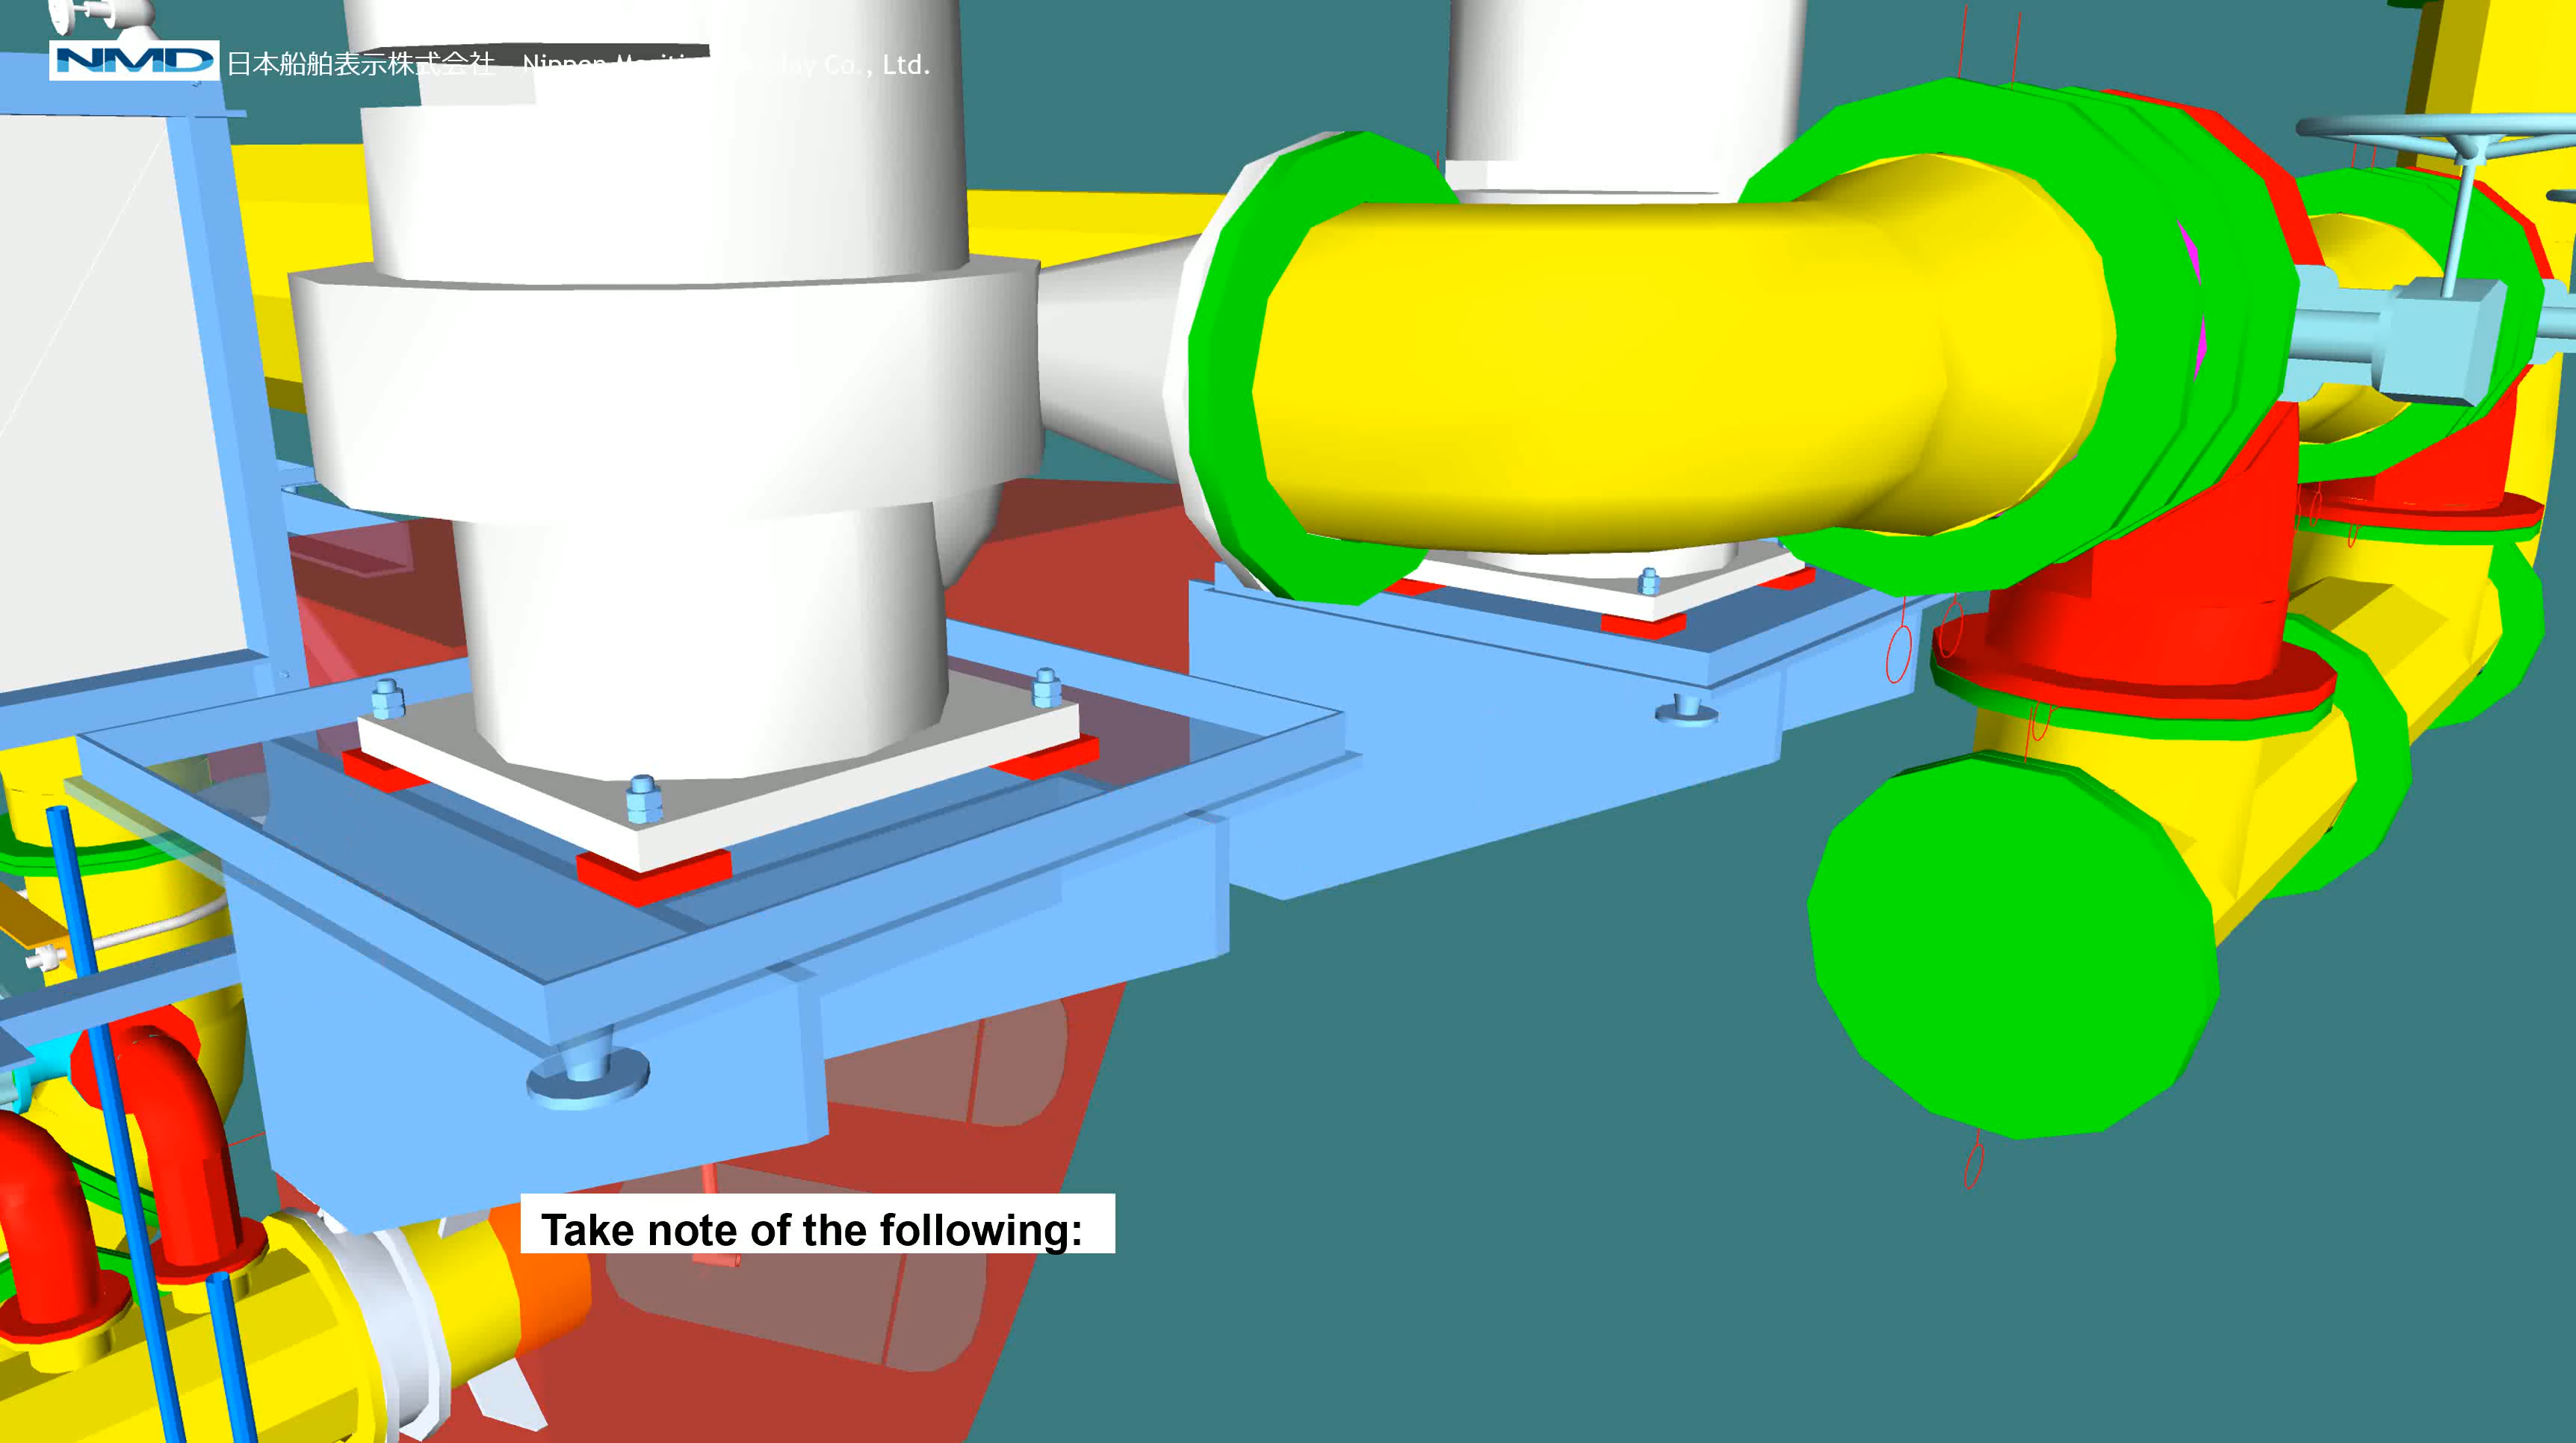 NMD 日本船舶表示株式会社 - Nippon Co., Ltd.
Take note of the following: